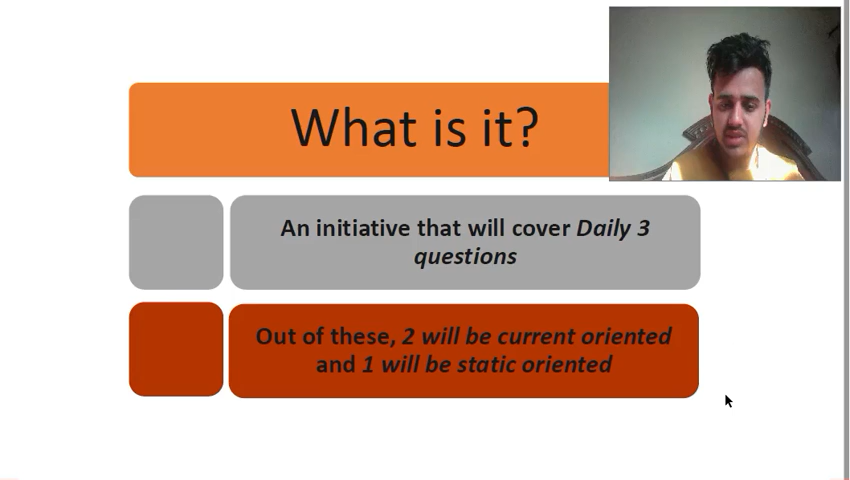 What is it?
An initiative that will cover Daily 3
questions
Out of these, 2 will be current oriented
and 1 will be static oriented